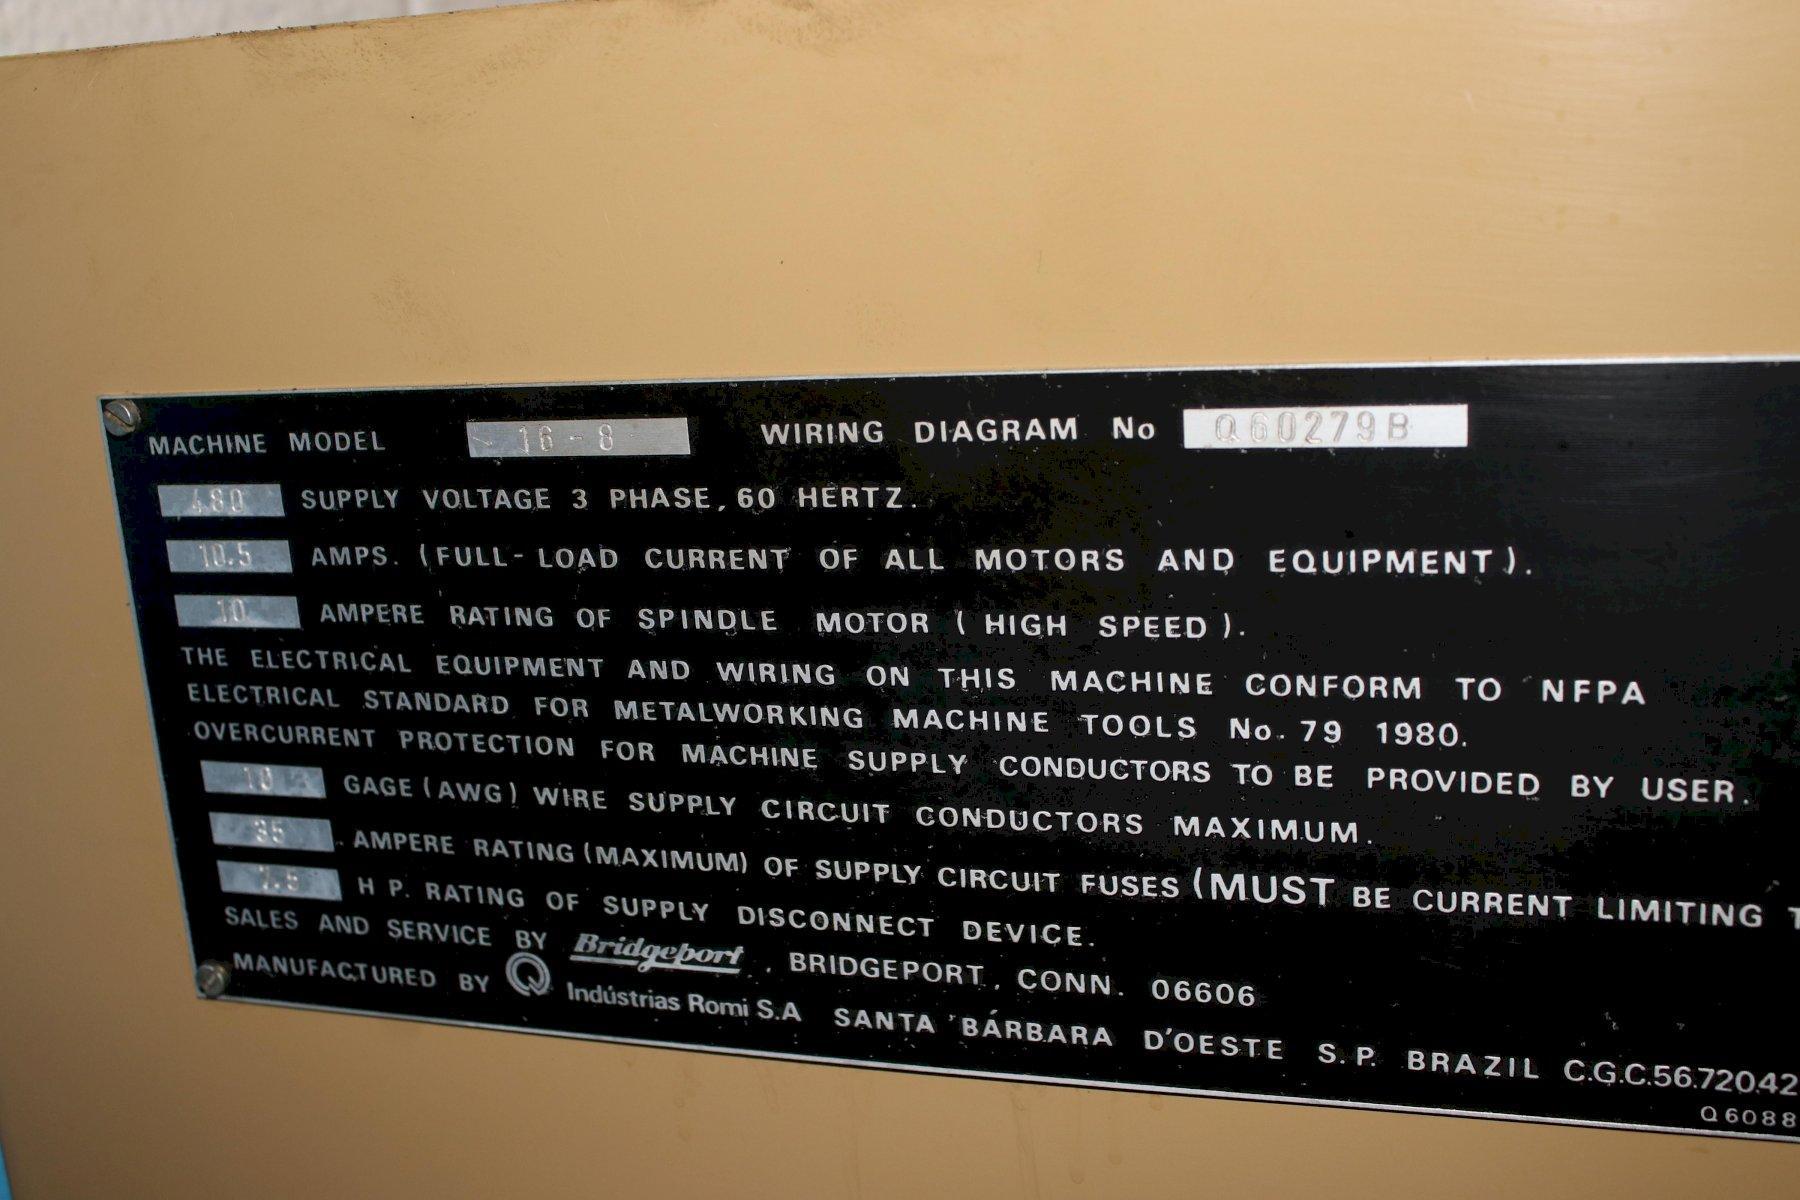 MACHINE MODEL 16-8 WIRING DIAGRAM No Q60279B
480 SUPPLY VOLTAGE 3 PHASE, 60 HERTZ.
10.5 AMPS. (FULL-LOAD CURRENT OF ALL MOTORS AND EQUIPMENT).
10 AMPERE RATING OF SPINDLE MOTOR (HIGH SPEED).
THE ELECTRICAL EQUIPMENT AND WIRING ON THIS MACHINE CONFORM TO NFPA
ELECTRICAL STANDARD FOR METALWORKING MACHINE TOOLS No. 79 1980.
OVERCURRENT PROTECTION FOR MACHINE SUPPLY CONDUCTORS TO BE PROVIDED BY USER.
10 GAGE (AWG) WIRE SUPPLY CIRCUIT CONDUCTORS MAXIMUM.
35 AMPERE RATING (MAXIMUM) OF SUPPLY CIRCUIT FUSES (MUST BE CURRENT LIMITING T
7.5 H P. RATING OF SUPPLY DISCONNECT DEVICE.
SALES AND SERVICE BY Bridgeport, BRIDGEPORT, CONN. 06606
MANUFACTURED BY Indústrias Romi S.A SANTA BÁRBARA D'OESTE S.P. BRAZIL C.G.C.56.720.42
Q6088